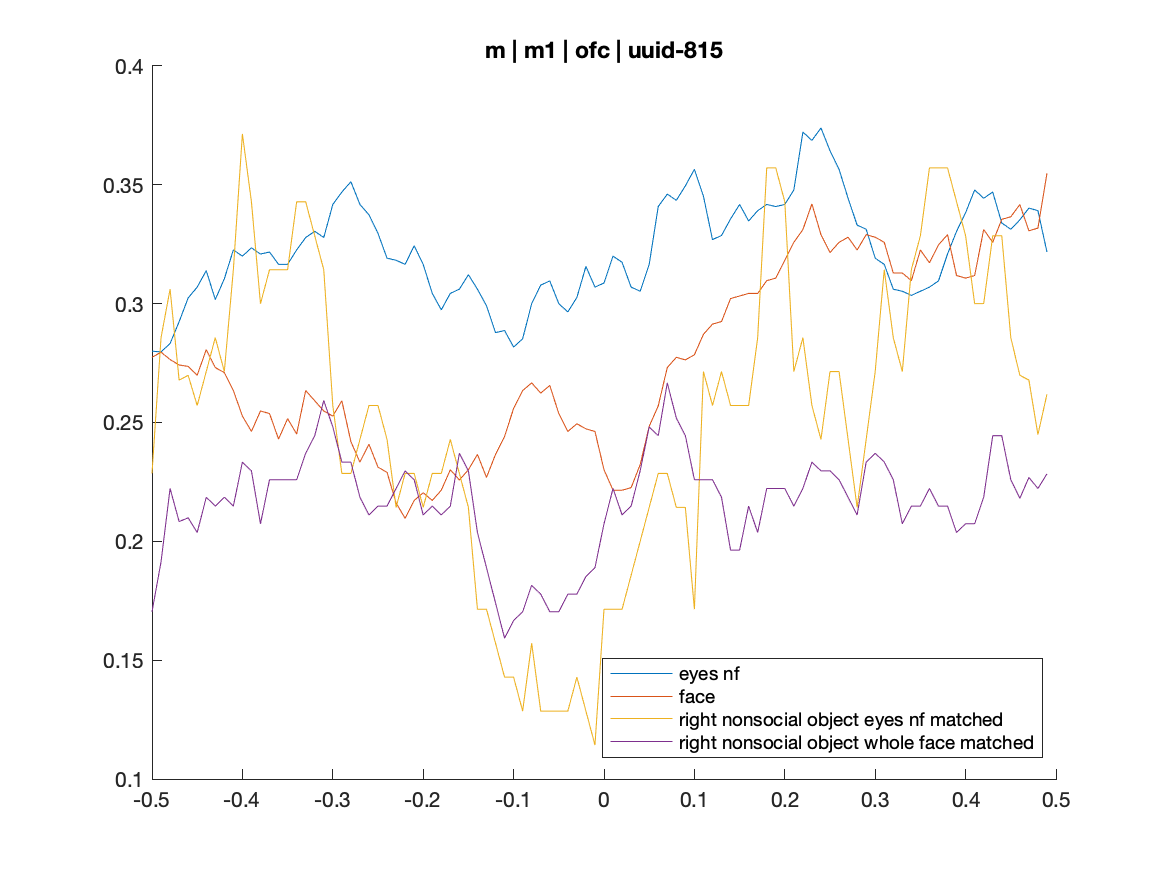 m | m1 | ofc | uuid-815
0.4
0.35
0.3
0.25
0.2
0.15
0.1
-0.5 -0.4 -0.3 -0.2 -0.1 0 0.1 0.2 0.3 0.4 0.5
eyes nf
face
right nonsocial object eyes nf matched
right nonsocial object whole face matched